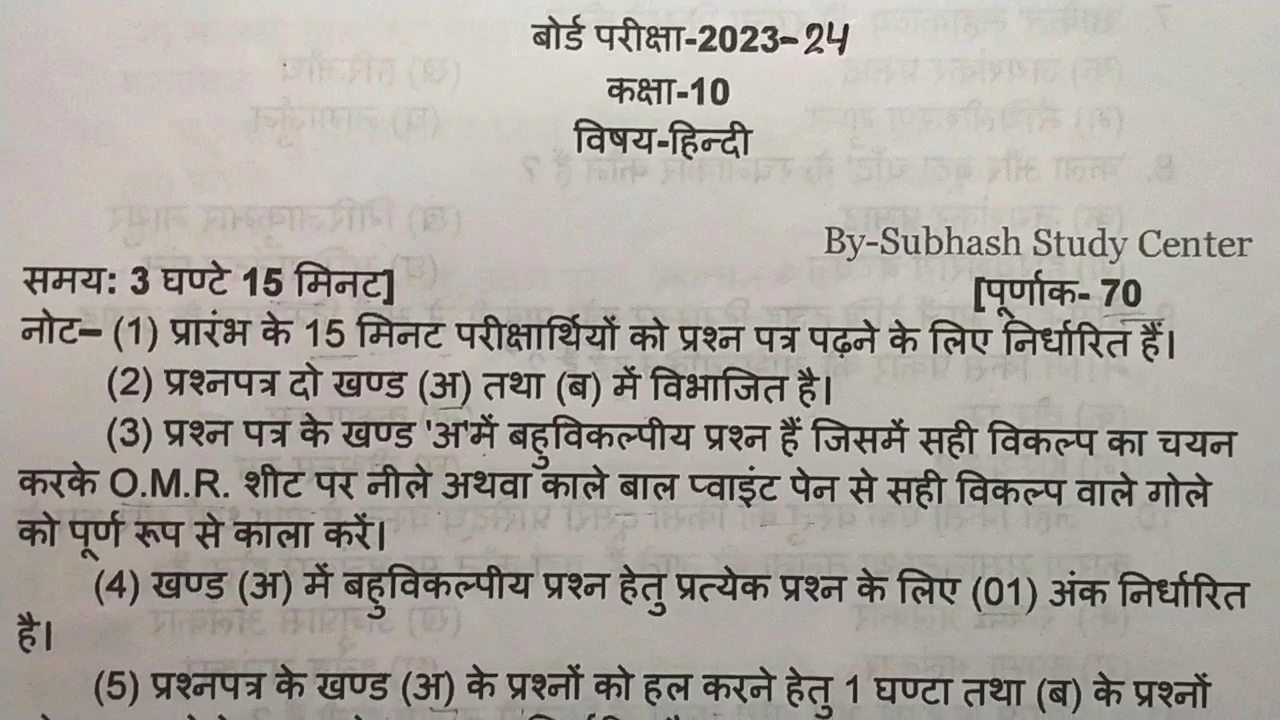 बोर्ड परीक्षा-2023-24
कक्षा-10
विषय-हिन्दी
By-Subhash Study Center
समय: 3 घण्टे 15 मिनट]
[पूर्णांक- 70
नोट– (1) प्रारंभ के 15 मिनट परीक्षार्थियों को प्रश्न पत्र पढ़ने के लिए निर्धारित हैं।
(2) प्रश्नपत्र दो खण्ड (अ) तथा (ब) में विभाजित है।
(3) प्रश्न पत्र के खण्ड 'अ'में बहुविकल्पीय प्रश्न हैं जिसमें सही विकल्प का चयन
करके O.M.R. शीट पर नीले अथवा काले बाल प्वाइंट पेन से सही विकल्प वाले गोले
को पूर्ण रूप से काला करें।
(4) खण्ड (अ) में बहुविकल्पीय प्रश्न हेतु प्रत्येक प्रश्न के लिए (01) अंक निर्धारित
है।
(5) प्रश्नपत्र के खण्ड (अ) के प्रश्नों को हल करने हेतु 1 घण्टा तथा (ब) के प्रश्नों